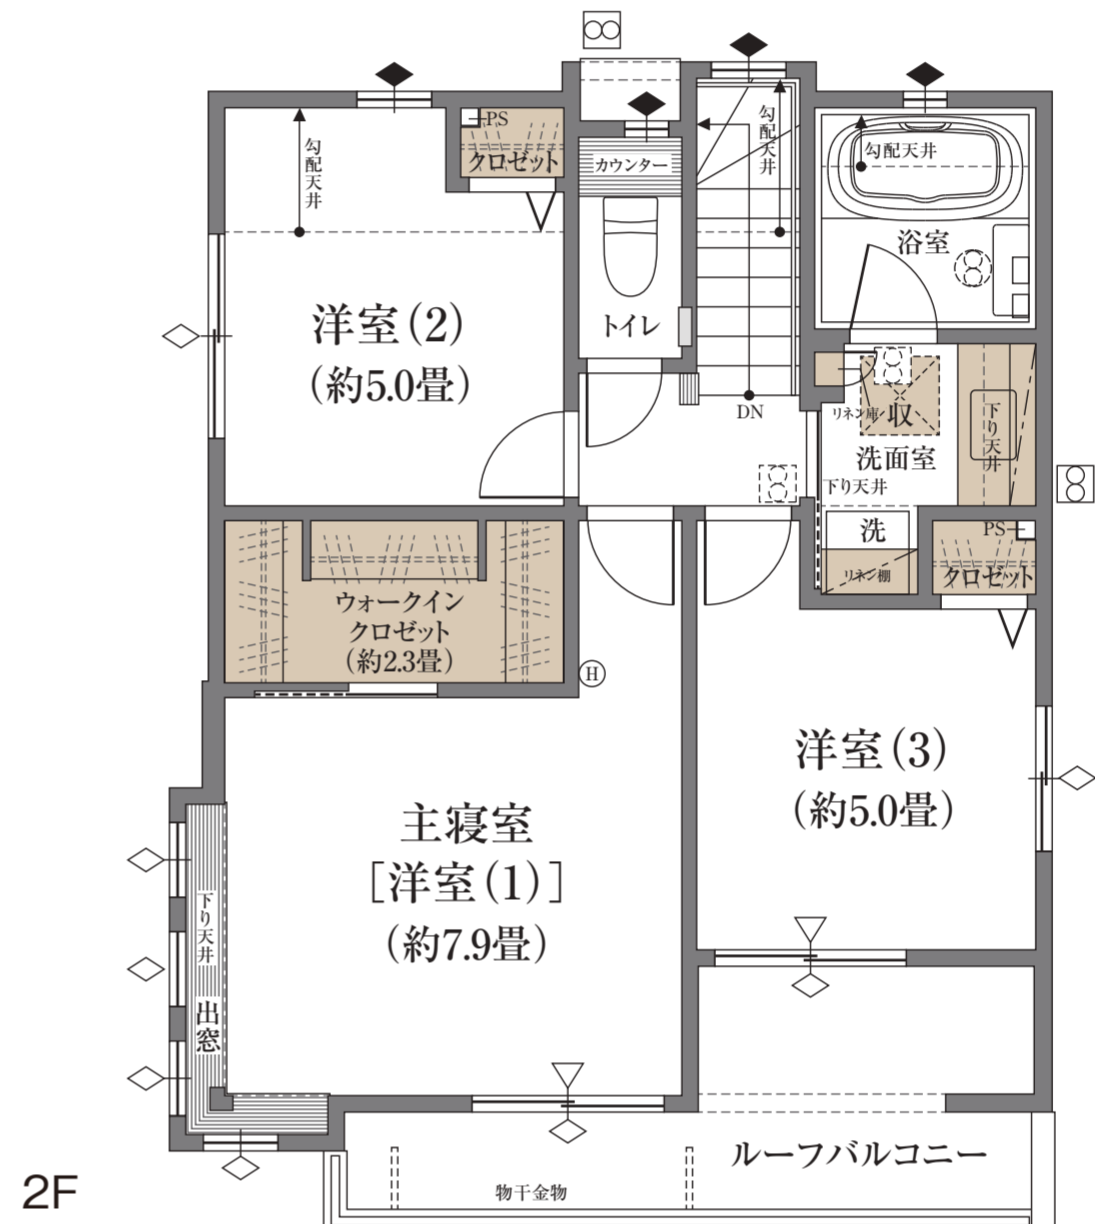 勾配天井
PS
クロゼット
カウンター
勾配天井
勾配天井
浴室
洋室(2)
(約5.0畳)
トイレ
DN
リネン庫
収
下り天井
洗面室
下り天井
洗
リネン棚
PS
クロゼット
ウォークイン
クロゼット
(約2.3畳)
H
洋室(3)
(約5.0畳)
主寝室
[洋室(1)]
(約7.9畳)
下り天井
出窓
ルーフバルコニー
物干金物
2F